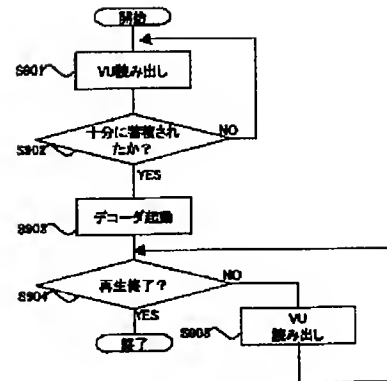 開始
S901
VU読み出し
十分に蓄積され
たか？
NO
S902
YES
S903
デコーダ起動
再生終了？
NO
S904
YES
S905
VU
読み出し
終了